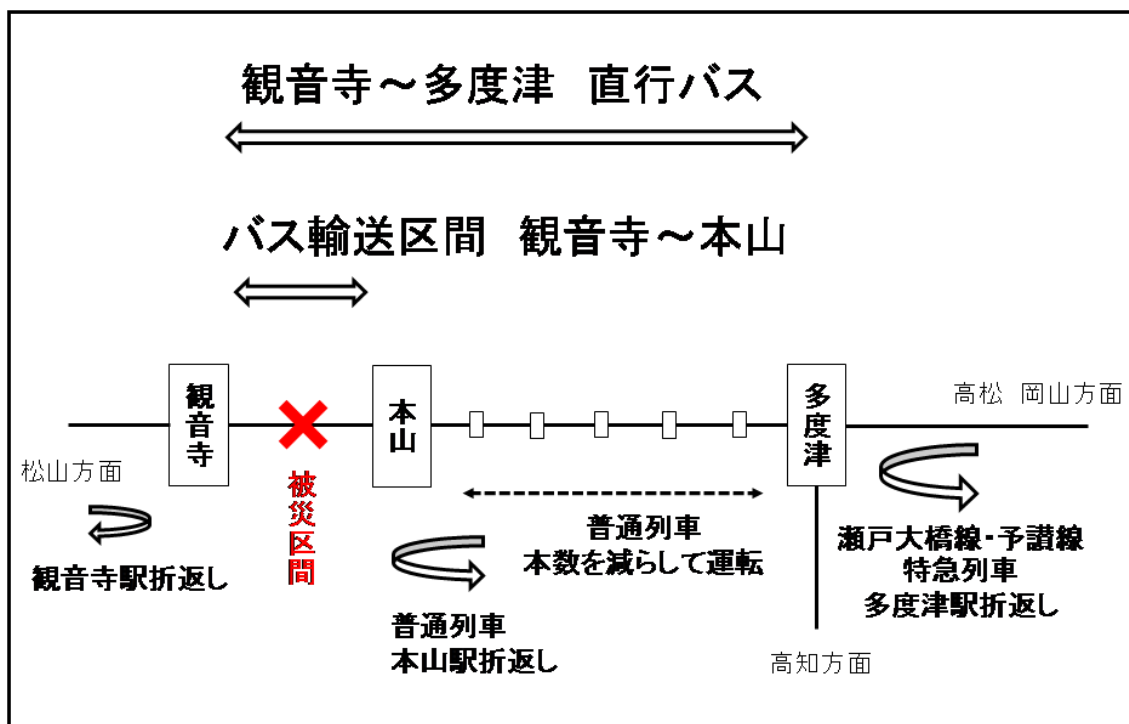 観音寺～多度津 直行バス
バス輸送区間 観音寺～本山
観音寺
本山
多度津
高松 岡山方面
松山方面
被災区間
観音寺駅折返し
普通列車
本数を減らして運転
瀬戸大橋線・予讃線
特急列車
多度津駅折返し
普通列車
本山駅折返し
高知方面